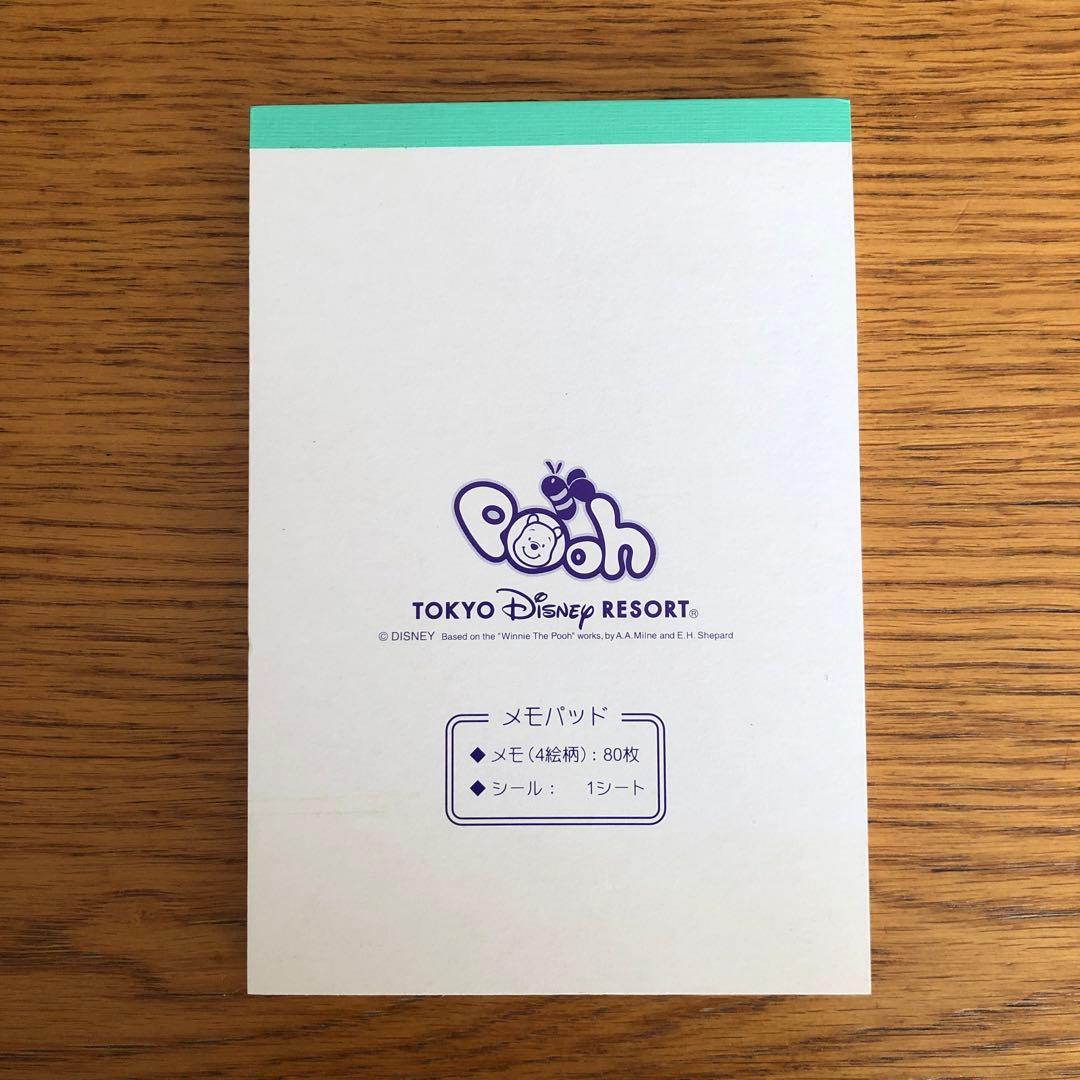 Pooh
TOKYO Disney RESORT®
© DISNEY Based on the "Winnie The Pooh" works, by A.A.Milne and E.H. Shepard
メモパッド
◆ メモ(4絵柄): 80枚
◆ シール: 1シート